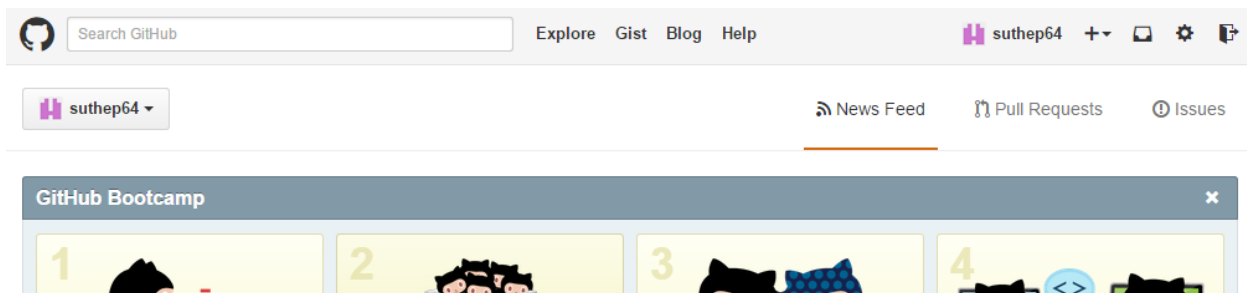 Search GitHub Explore Gist Blog Help suthep64
suthep64 News Feed Pull Requests Issues
GitHub Bootcamp
1 2 3 4
<>